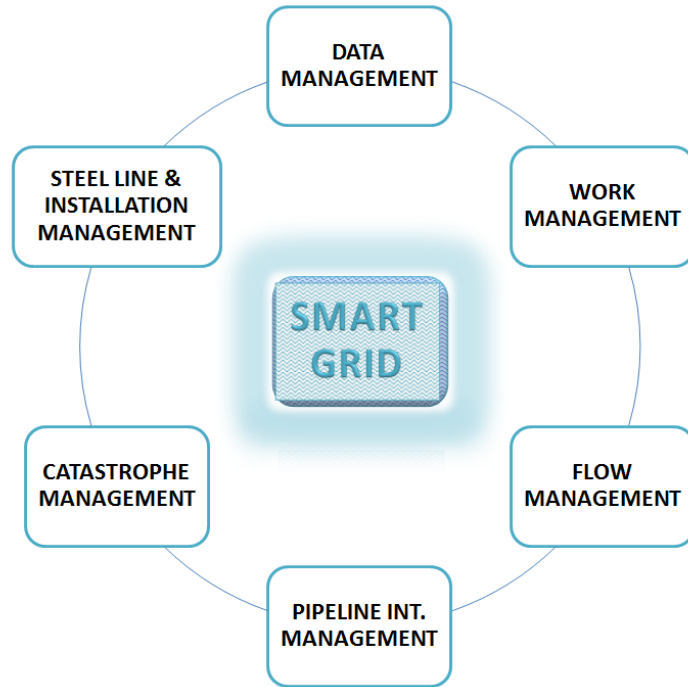 DATA
MANAGEMENT
STEEL LINE &
INSTALLATION
MANAGEMENT
WORK
MANAGEMENT
SMART
GRID
CATASTROPHE
MANAGEMENT
FLOW
MANAGEMENT
PIPELINE INT.
MANAGEMENT